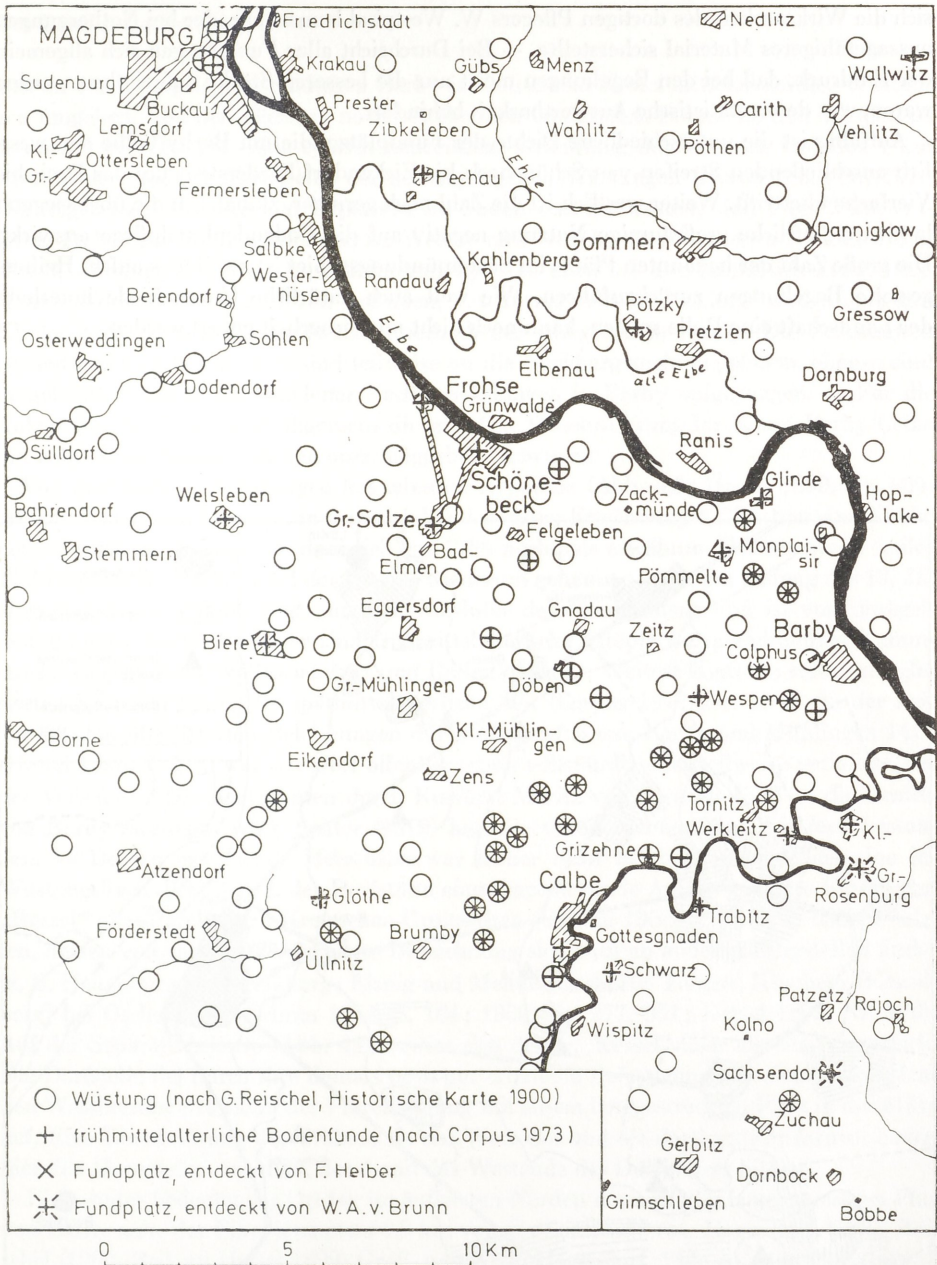 Friedrichstadt
Nedlitz
MAGDEBURG
Krakau
Gübs
Menz
Wallwitz
Sudenburg
Buckau
Prester
Zibkeleben
Wahlitz
Carith
Vehlitz
Lemsdorf
Kl.-
Ottersleben
Gr.-
Pöthen
Fermersleben
Pechau
Ehle
Salbke
Gommern
Dannigkow
Wester-
hüsen
Randau
Kahlenberge
Beiendorf
Elbe
Pötzky
Gressow
Osterweddingen
Sohlen
Elbenau
Pretzien
alte Elbe
Dodendorf
Frohse
Grünwalde
Dornburg
Sülldorf
Ranis
Schöne-
beck
Welsleben
Zack-
münde
Glinde
Hop-
lake
Bahrendorf
Gr.-Salze
Felgeleben
Stemmern
Bad-
Elmen
Monplai-
sir
Pömmelte
Eggersdorf
Gnadau
Barby
Biere
Zeitz
Colphus
Gr.-Mühlingen
Döben
Wespen
Borne
Kl.-Mühlin-
gen
Eikendorf
Zens
Tornitz
Werkleitz
Kl.-
Atzendorf
Grizehne
Gr.-
Rosenburg
Calbe
Glöthe
Trabitz
Förderstedt
Brumby
Gottesgnaden
Üllnitz
Schwarz
Patzetz
Rajoch
Wispitz
Kolno
Sachsendorf
Zuchau
Gerbitz
Dornbock
Grimschleben
Bobbe
Wüstung (nach G.Reischel, Historische Karte 1900)
frühmittelalterliche Bodenfunde (nach Corpus 1973)
Fundplatz, entdeckt von F. Heiber
Fundplatz, entdeckt von W.A.v. Brunn
0 5 10 Km